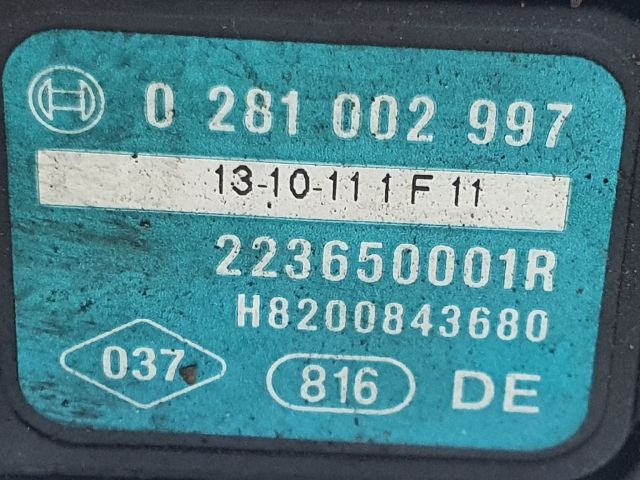 0 281 002 997
13-10-11 1 F 11
223650001R
H8200843680
037 816 DE